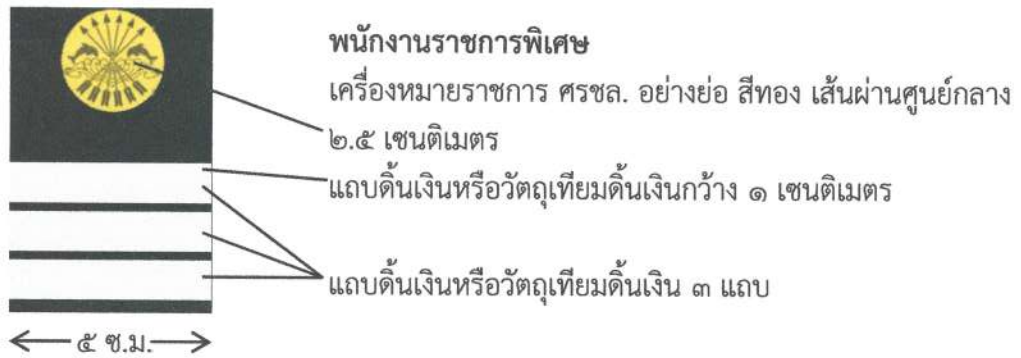 พนักงานราชการพิเศษ
เครื่องหมายราชการ ศรชล. อย่างย่อ สีทอง เส้นผ่านศูนย์กลาง
๒.๕ เซนติเมตร
แถบดิ้นเงินหรือวัตถุเทียมดิ้นเงินกว้าง ๑ เซนติเมตร
แถบดิ้นเงินหรือวัตถุเทียมดิ้นเงิน ๓ แถบ
๕ ซ.ม.